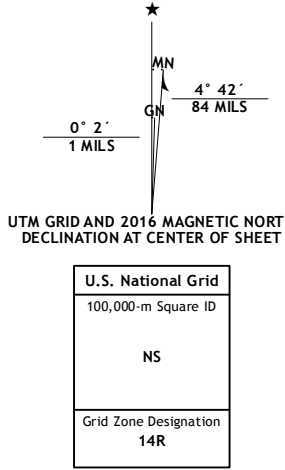 ★
MN
4° 42´
84 MILS
GN
0° 2´
1 MILS
UTM GRID AND 2016 MAGNETIC NORT
DECLINATION AT CENTER OF SHEET
U.S. National Grid
100,000-m Square ID
NS
Grid Zone Designation
14R